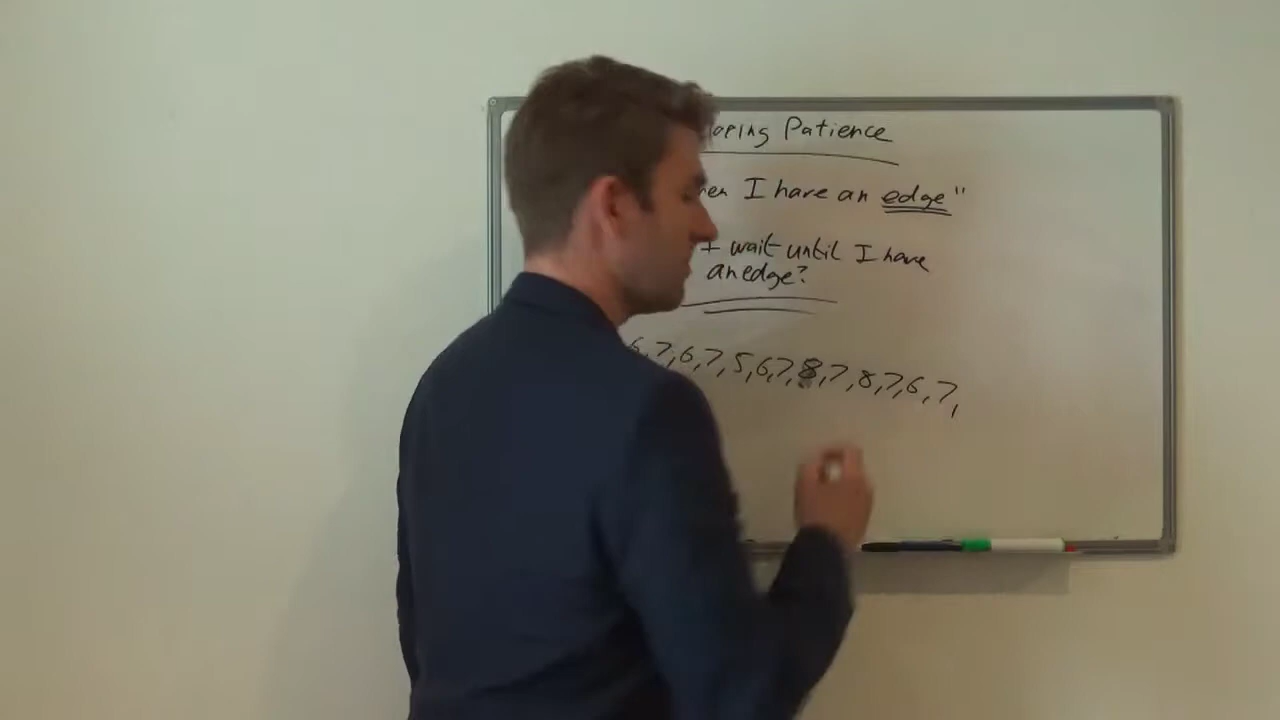 oping Patience
I have an edge"
I wait until I have
an edge?
6,7,6,7,5,6,7,8,7,8,7,6,7,